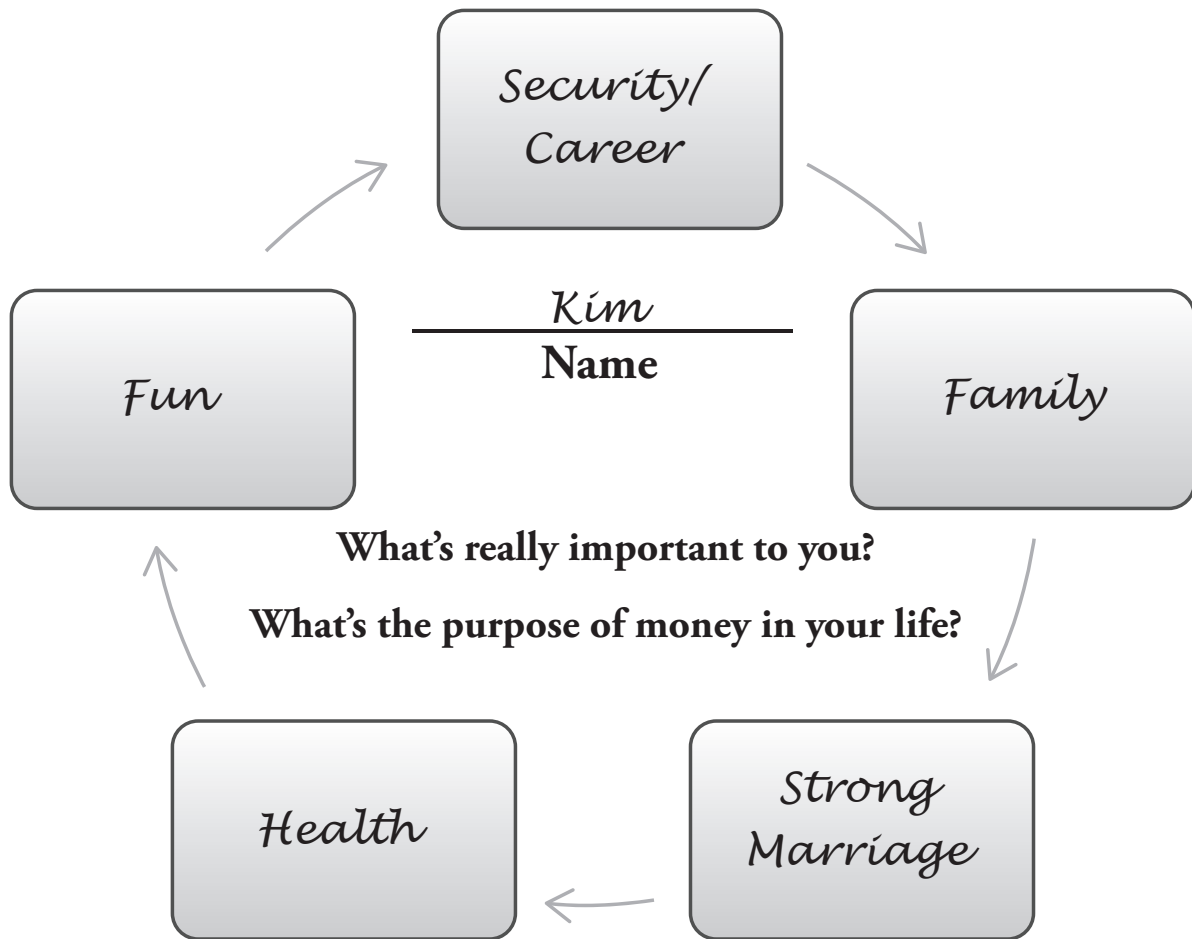 Security/
Career
Kim
Name
Fun
Family
What's really important to you?
What's the purpose of money in your life?
Health
Strong
Marriage